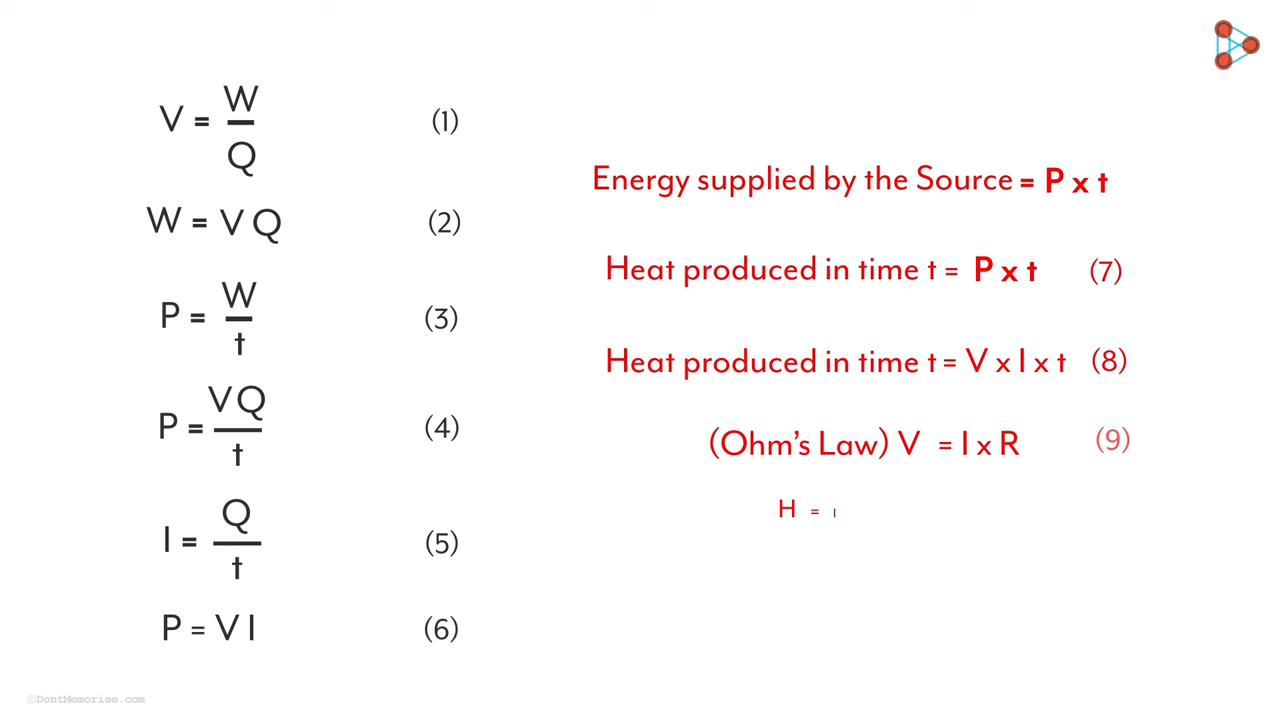 V = W/Q (1)
W = V Q (2)
P = W/t (3)
P = VQ/t (4)
I = Q/t (5)
P = V I (6)
Energy supplied by the Source = P x t
Heat produced in time t = P x t (7)
Heat produced in time t = V x I x t (8)
(Ohm's Law) V = I x R (9)
H = I
©DontMemorise.com